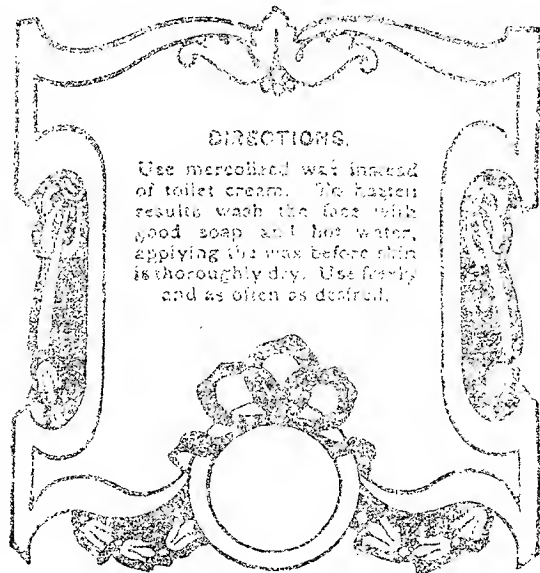 DIRECTIONS.
Use mercolized wax instead
of toilet cream. To hasten
results wash the face with
good soap and hot water,
applying the wax before skin
is thoroughly dry. Use freely
and as often as desired.